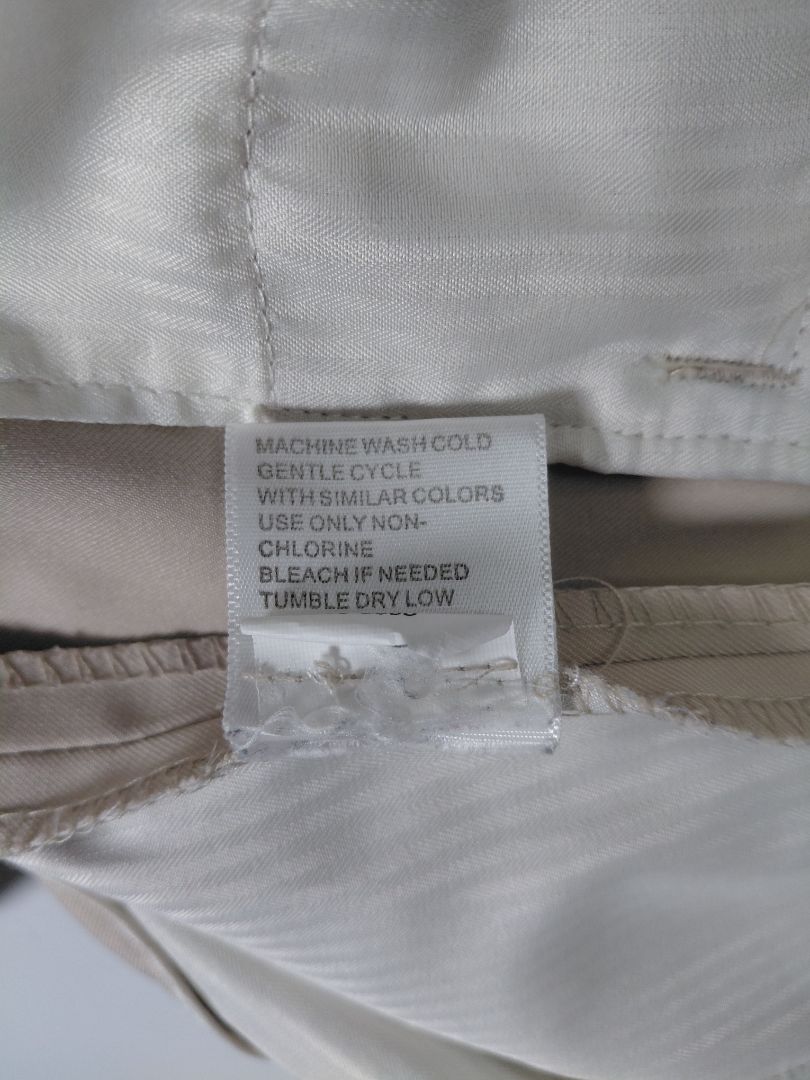 MACHINE WASH COLD
GENTLE CYCLE
WITH SIMILAR COLORS
USE ONLY NON-
CHLORINE
BLEACH IF NEEDED
TUMBLE DRY LOW